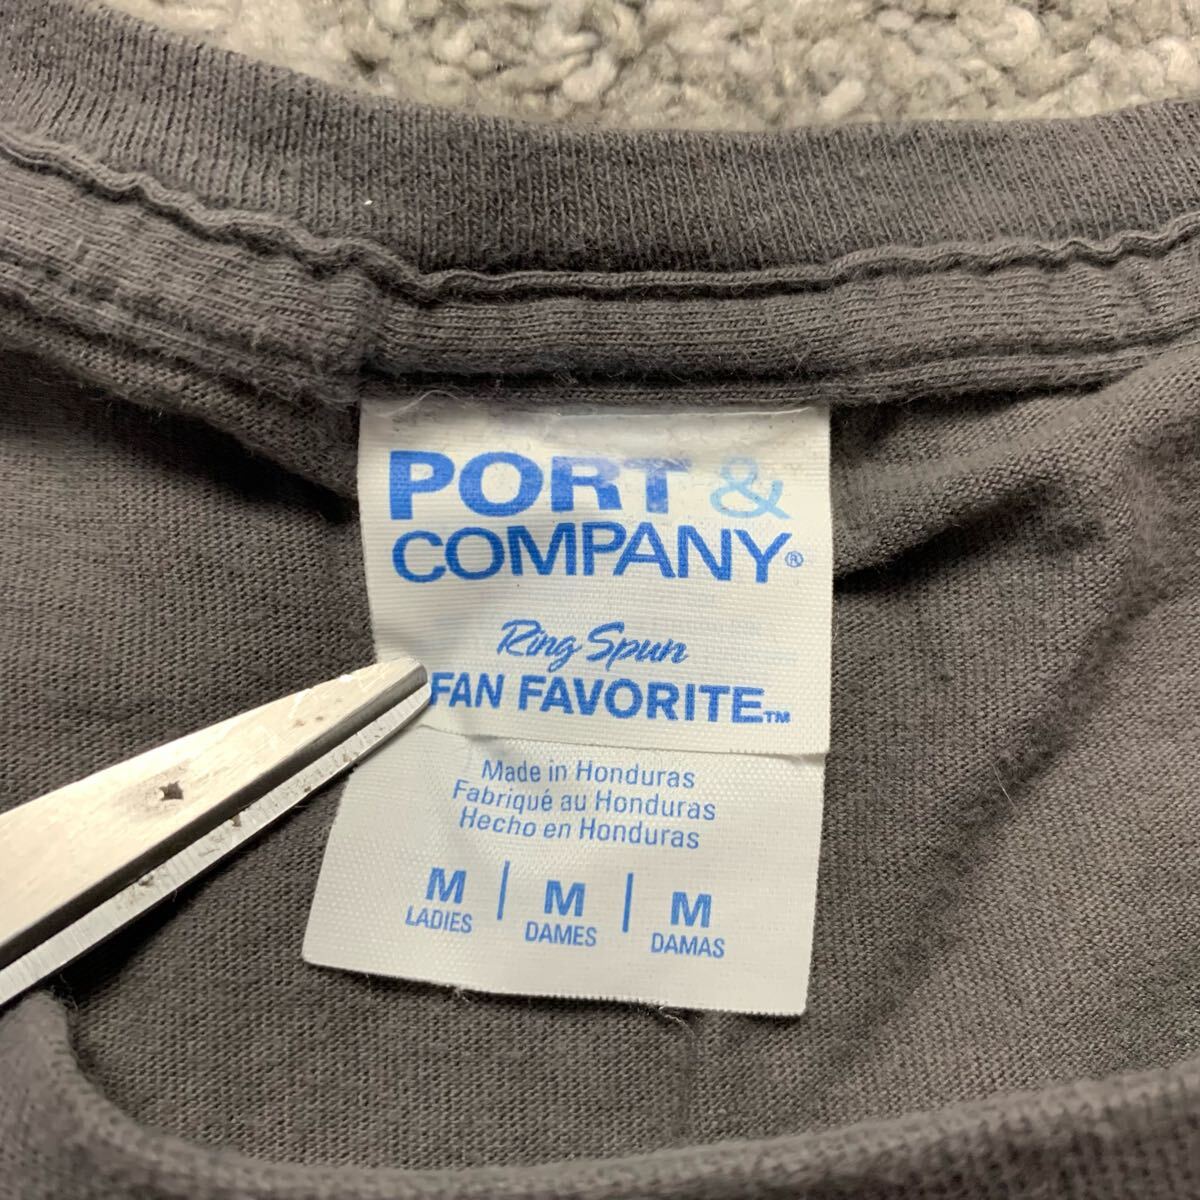 PORT &
COMPANY®
Ring Spun
FAN FAVORITE™
Made in Honduras
Fabriqué au Honduras
Hecho en Honduras
M | M | M
LADIES DAMES DAMAS